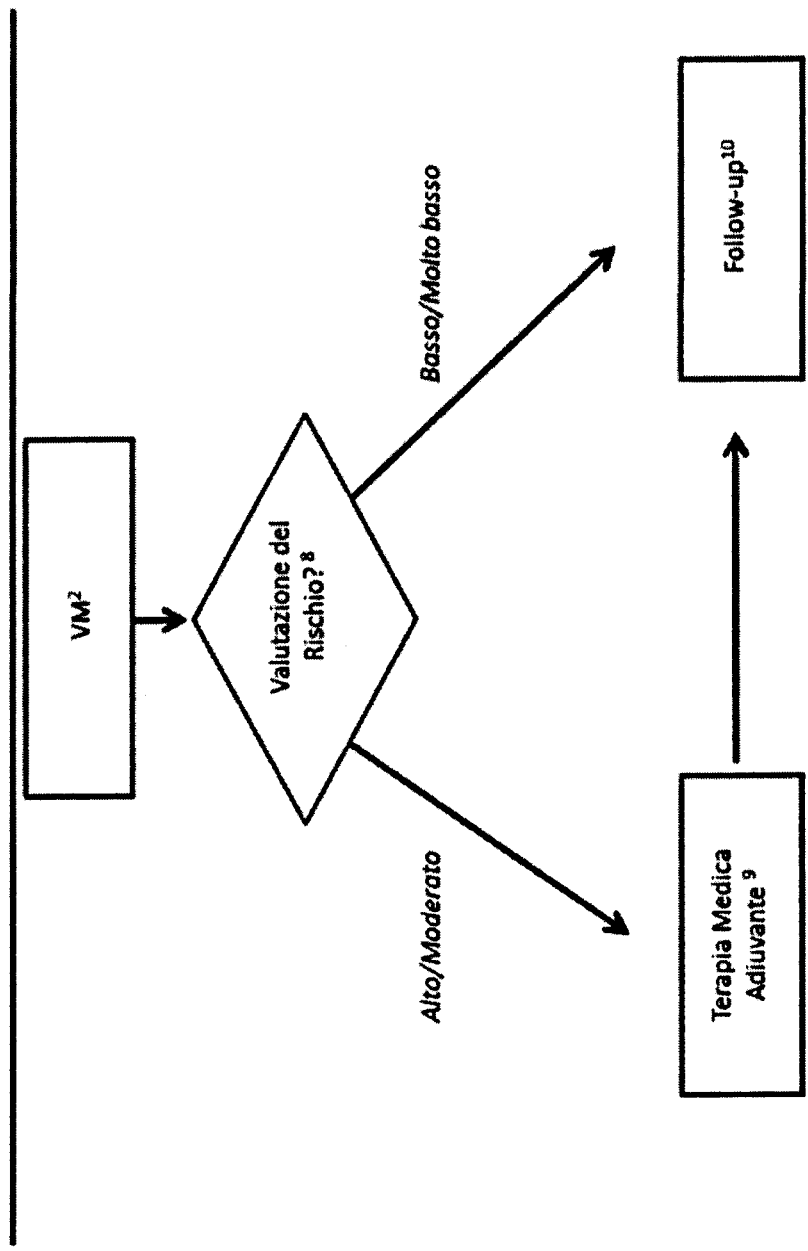 VM²
Valutazione del
Rischio? ⁸
Alto/Moderato
Basso/Molto basso
Terapia Medica
Adiuvante ⁹
Follow-up¹⁰